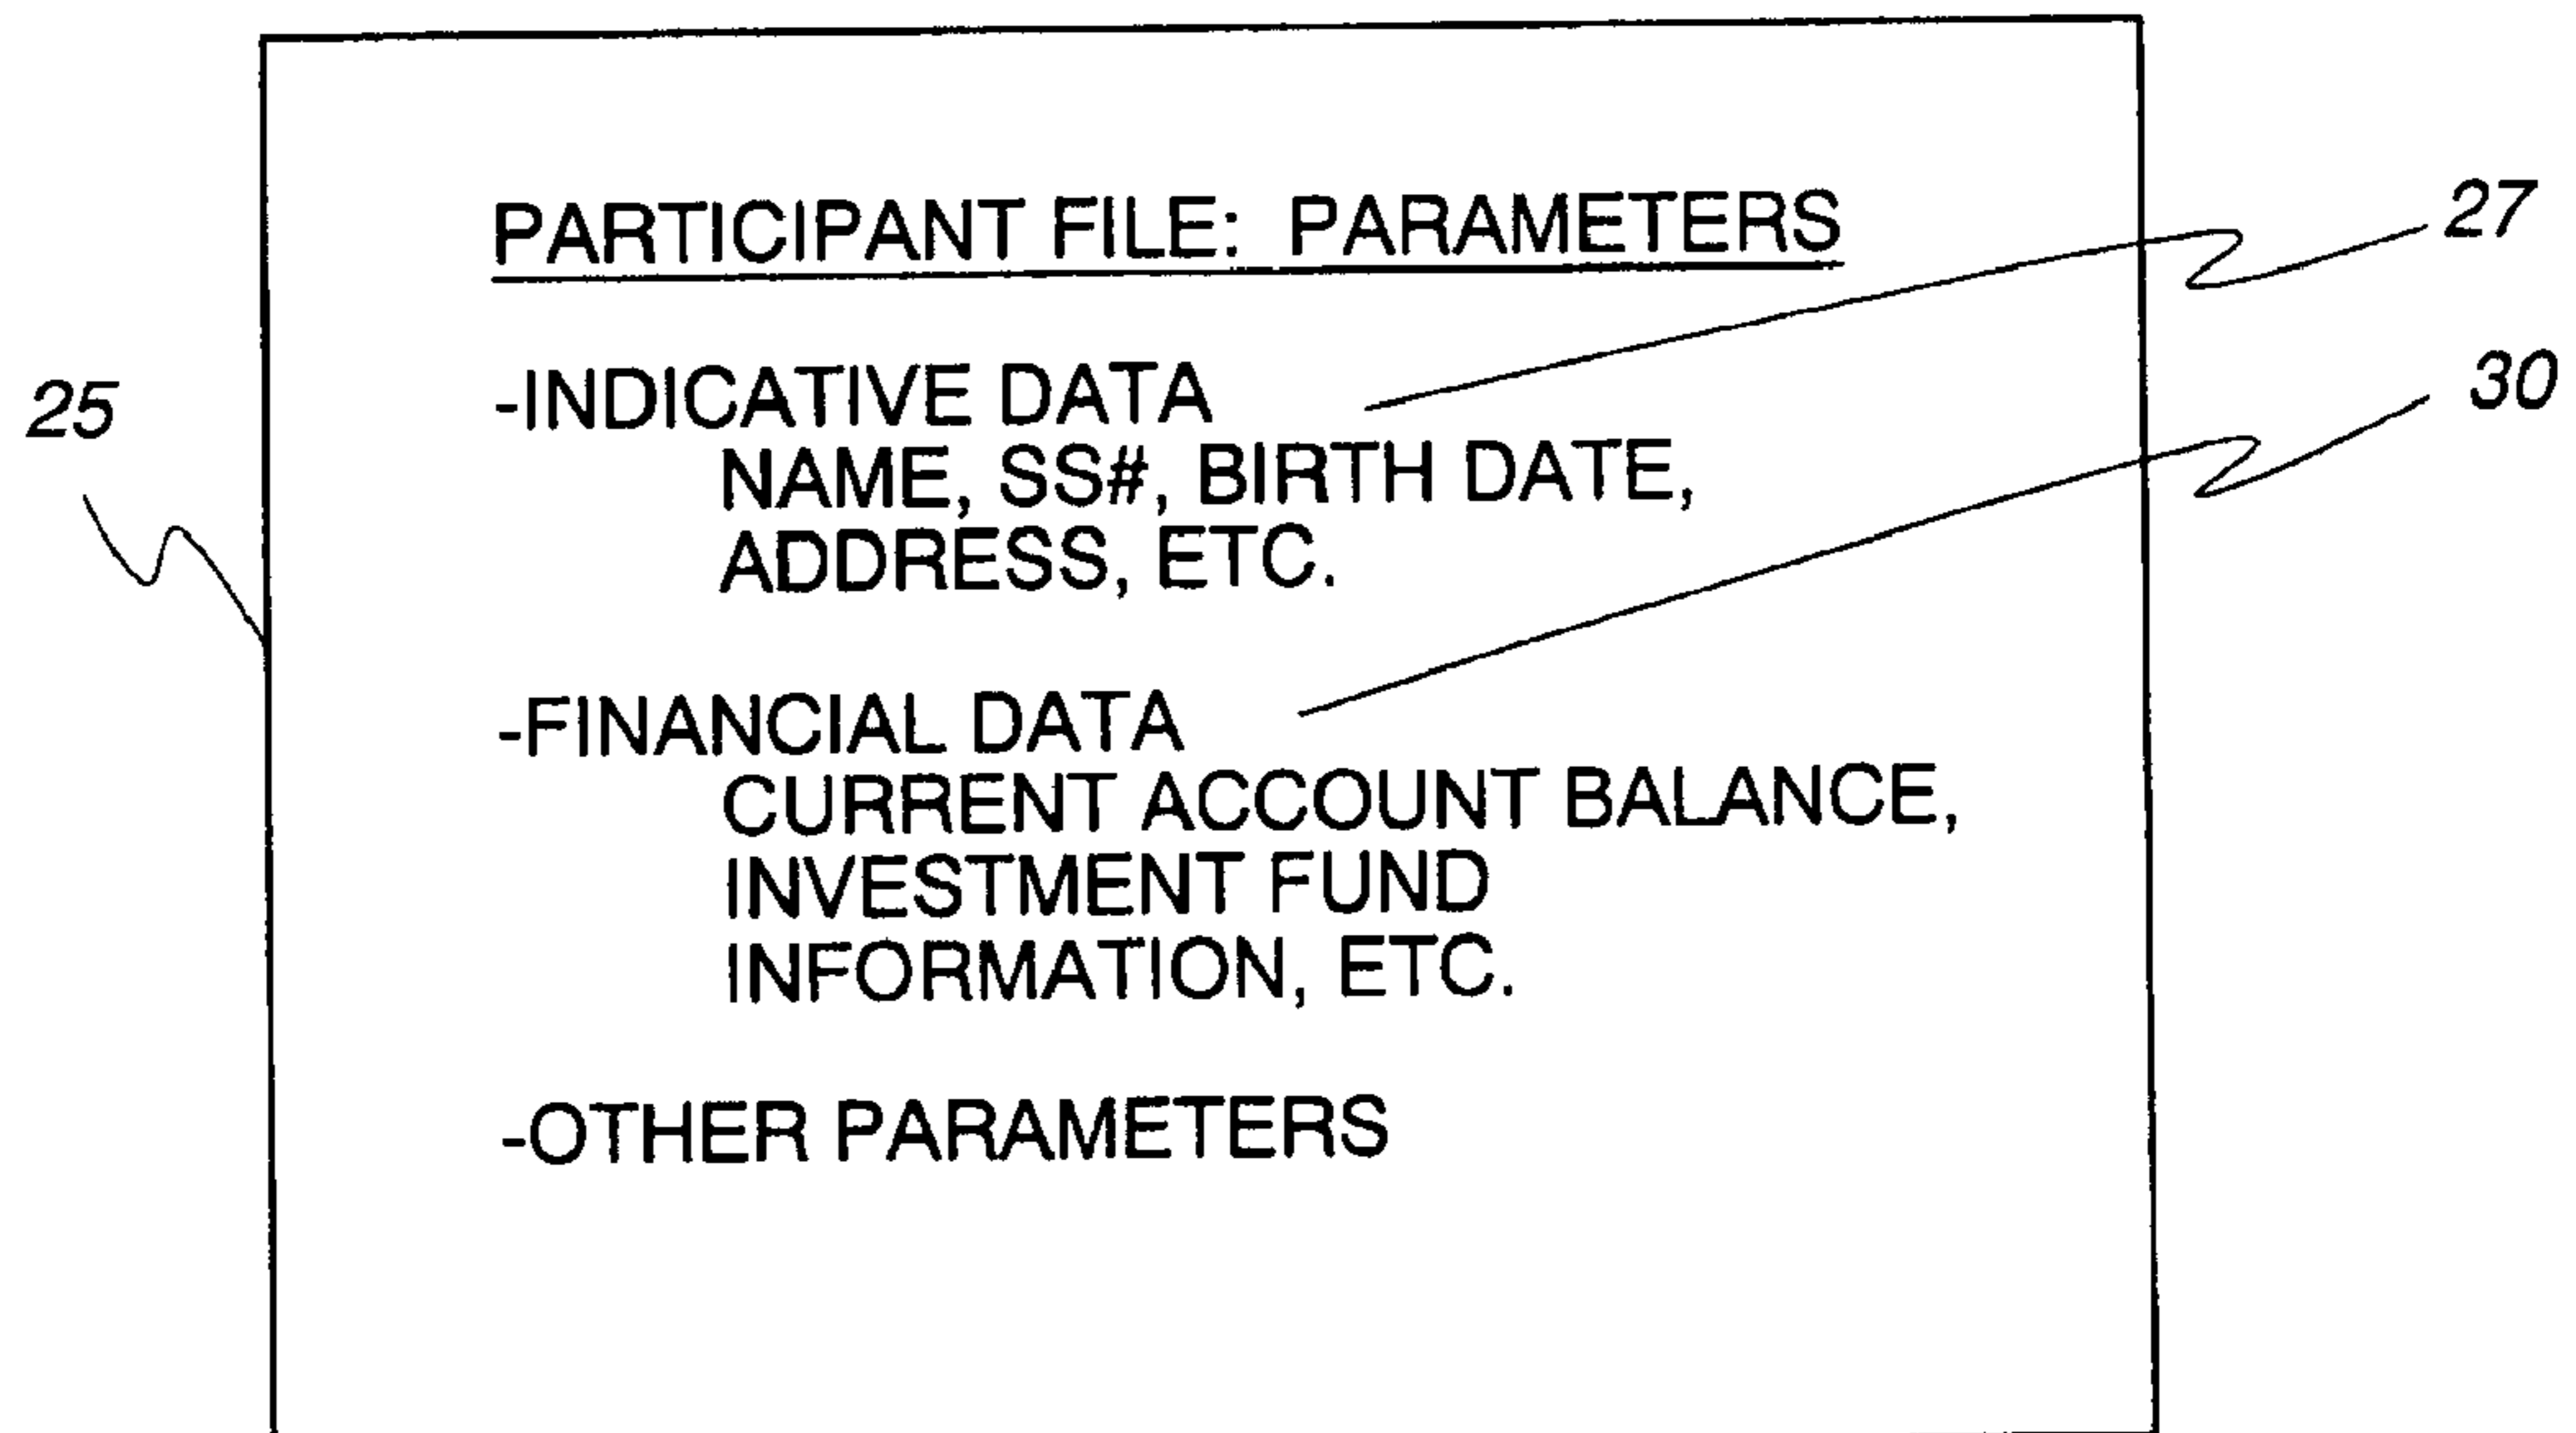 PARTICIPANT FILE: PARAMETERS
27
-INDICATIVE DATA
25
30
NAME, SS#, BIRTH DATE,
ADDRESS, ETC.
-FINANCIAL DATA
CURRENT ACCOUNT BALANCE,
INVESTMENT FUND
INFORMATION, ETC.
-OTHER PARAMETERS